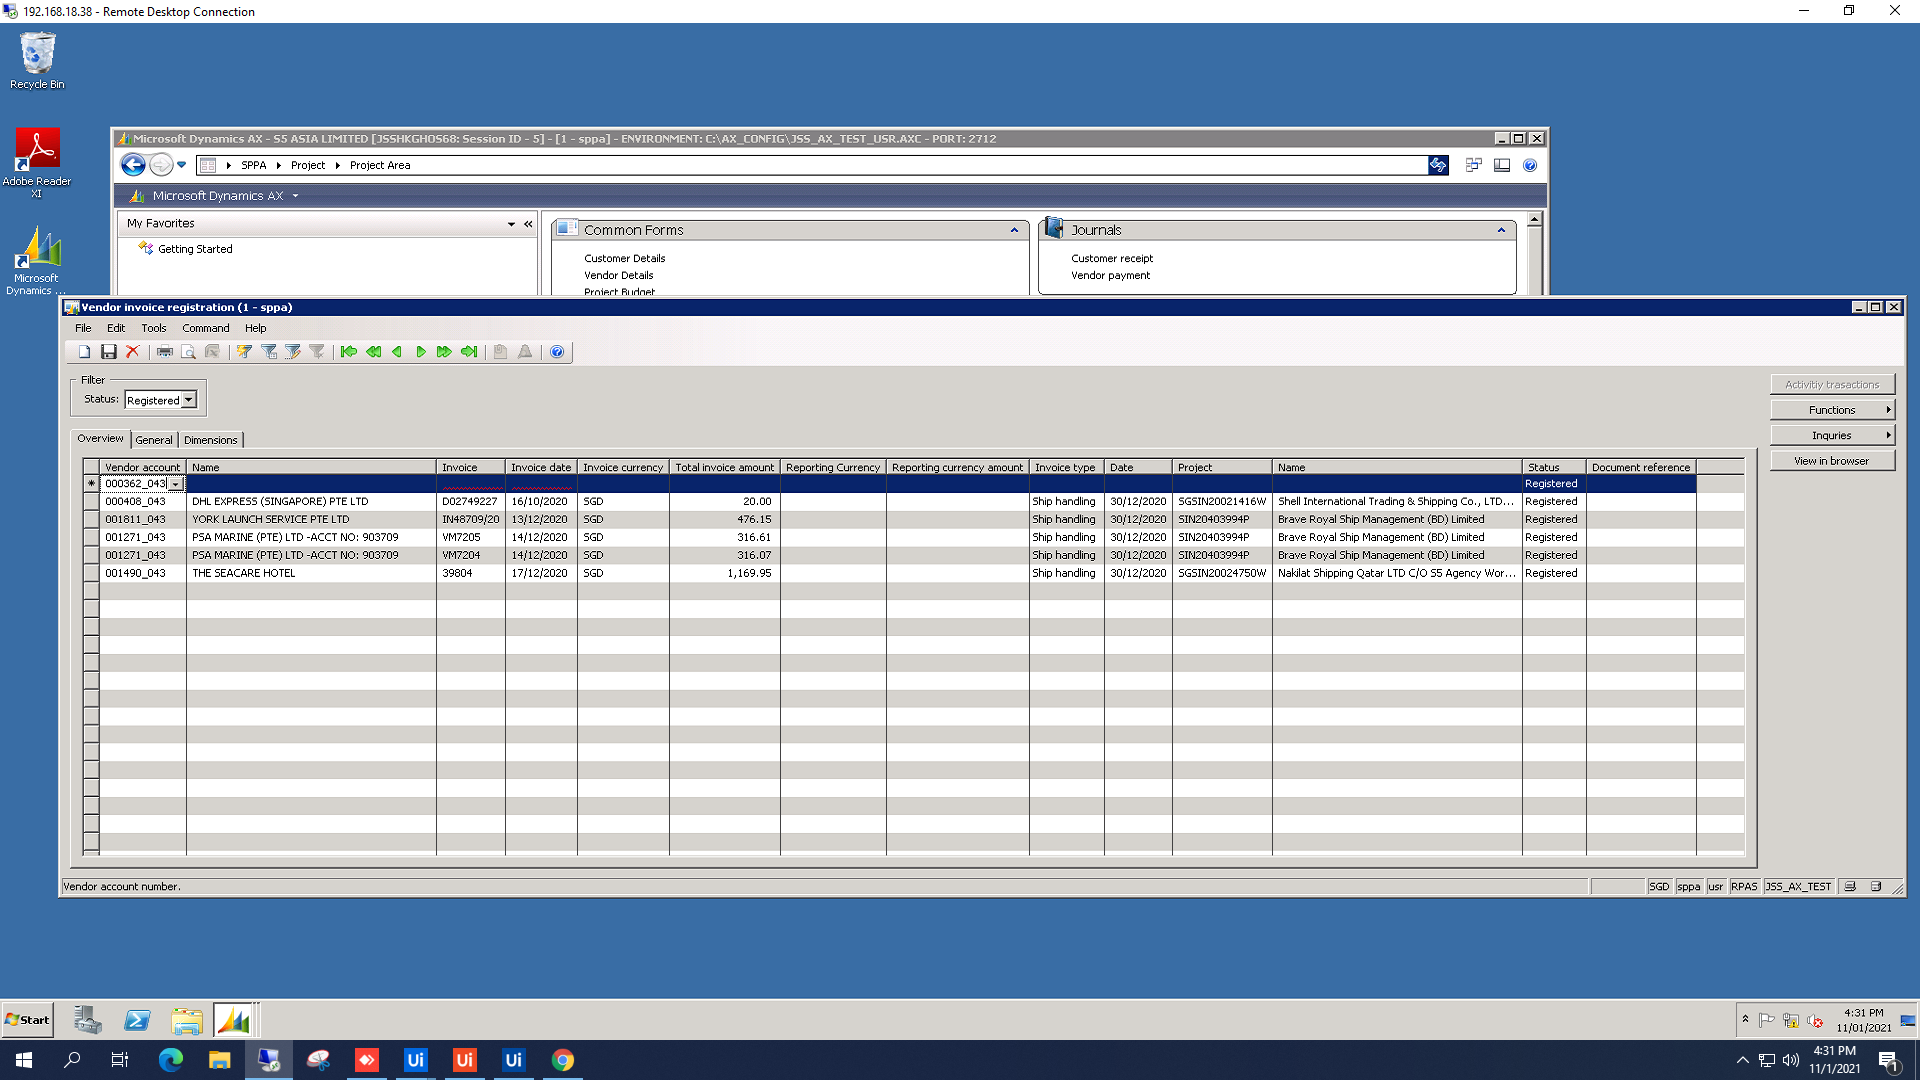 192.168.18.38 - Remote Desktop Connection
Recycle Bin
Adobe Reader
XI
Microsoft
Dynamics ...
Microsoft Dynamics AX - S5 ASIA LIMITED [JSSHKGHOS68: Session ID - 5] - [1 - sppa] - ENVIRONMENT: C:\AX_CONFIG\JSS_AX_TEST_USR.AXC - PORT: 2712
SPPA Project Project Area
Microsoft Dynamics AX
My Favorites
Getting Started
Common Forms
Customer Details
Vendor Details
Project Budget
Journals
Customer receipt
Vendor payment
Vendor invoice registration (1 - sppa)
File Edit Tools Command Help
Filter
Status: Registered
Activitiy trasactions
Functions
Inquries
View in browser
Overview General Dimensions
Vendor account Name Invoice Invoice date Invoice currency Total invoice amount Reporting Currency Reporting currency amount Invoice type Date Project Name Status Document reference
* 000362_043 Registered
000408_043 DHL EXPRESS (SINGAPORE) PTE LTD D02749227 16/10/2020 SGD 20.00 Ship handling 30/12/2020 SGSIN20021416W Shell International Trading & Shipping Co., LTD... Registered
001811_043 YORK LAUNCH SERVICE PTE LTD IN48709/20 13/12/2020 SGD 476.15 Ship handling 30/12/2020 SIN20403994P Brave Royal Ship Management (BD) Limited Registered
001271_043 PSA MARINE (PTE) LTD -ACCT NO: 903709 VM7205 14/12/2020 SGD 316.61 Ship handling 30/12/2020 SIN20403994P Brave Royal Ship Management (BD) Limited Registered
001271_043 PSA MARINE (PTE) LTD -ACCT NO: 903709 VM7204 14/12/2020 SGD 316.07 Ship handling 30/12/2020 SIN20403994P Brave Royal Ship Management (BD) Limited Registered
001490_043 THE SEACARE HOTEL 39804 17/12/2020 SGD 1,169.95 Ship handling 30/12/2020 SGSIN20024750W Nakilat Shipping Qatar LTD C/O S5 Agency Wor... Registered
Vendor account number.
SGD sppa usr RPAS JSS_AX_TEST
Start
4:31 PM
11/01/2021
Ui Ui Ui
4:31 PM
11/1/2021
1